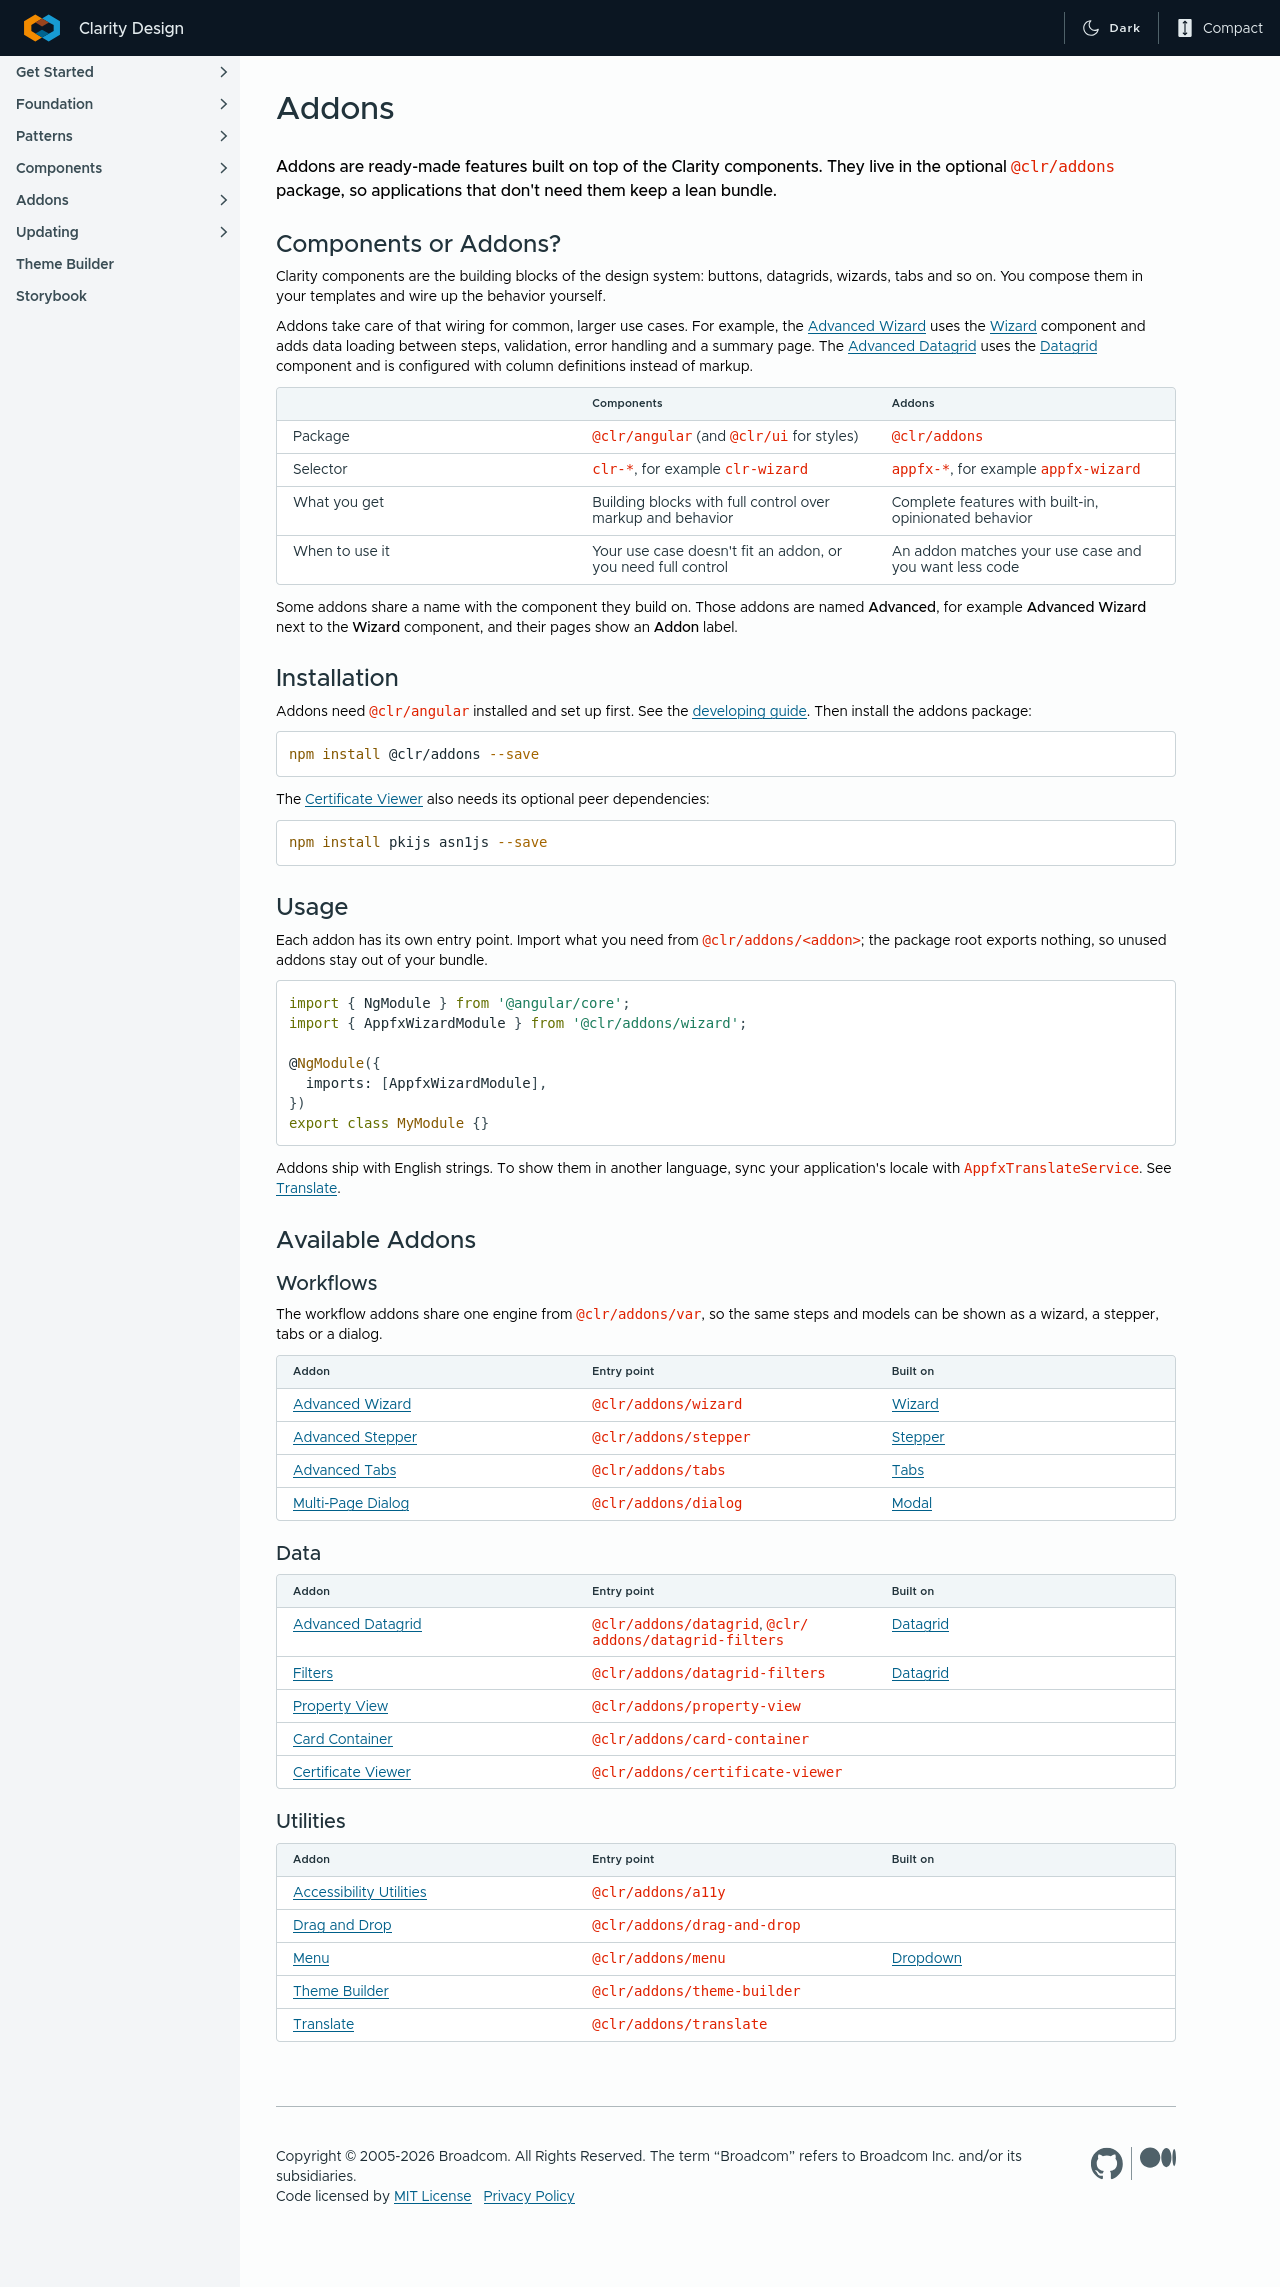 Clarity Design
Dark
Compact
Get Started
Foundation
Patterns
Components
Addons
Updating
Theme Builder
Storybook
Addons
Addons are ready-made features built on top of the Clarity components. They live in the optional @clr/addons
package, so applications that don't need them keep a lean bundle.
Components or Addons?
Clarity components are the building blocks of the design system: buttons, datagrids, wizards, tabs and so on. You compose them in
your templates and wire up the behavior yourself.
Addons take care of that wiring for common, larger use cases. For example, the Advanced Wizard uses the Wizard component and
adds data loading between steps, validation, error handling and a summary page. The Advanced Datagrid uses the Datagrid
component and is configured with column definitions instead of markup.
Components Addons
Package @clr/angular (and @clr/ui for styles) @clr/addons
Selector clr-*, for example clr-wizard appfx-*, for example appfx-wizard
What you get Building blocks with full control over Complete features with built-in,
markup and behavior opinionated behavior
When to use it Your use case doesn't fit an addon, or An addon matches your use case and
you need full control you want less code
Some addons share a name with the component they build on. Those addons are named Advanced, for example Advanced Wizard
next to the Wizard component, and their pages show an Addon label.
Installation
Addons need @clr/angular installed and set up first. See the developing guide. Then install the addons package:
npm install @clr/addons --save
The Certificate Viewer also needs its optional peer dependencies:
npm install pkijs asn1js --save
Usage
Each addon has its own entry point. Import what you need from @clr/addons/<addon>; the package root exports nothing, so unused
addons stay out of your bundle.
import { NgModule } from '@angular/core';
import { AppfxWizardModule } from '@clr/addons/wizard';
@NgModule({
imports: [AppfxWizardModule],
})
export class MyModule {}
Addons ship with English strings. To show them in another language, sync your application's locale with AppfxTranslateService. See
Translate.
Available Addons
Workflows
The workflow addons share one engine from @clr/addons/var, so the same steps and models can be shown as a wizard, a stepper,
tabs or a dialog.
Addon Entry point Built on
Advanced Wizard @clr/addons/wizard Wizard
Advanced Stepper @clr/addons/stepper Stepper
Advanced Tabs @clr/addons/tabs Tabs
Multi-Page Dialog @clr/addons/dialog Modal
Data
Addon Entry point Built on
Advanced Datagrid @clr/addons/datagrid, @clr/ Datagrid
addons/datagrid-filters
Filters @clr/addons/datagrid-filters Datagrid
Property View @clr/addons/property-view
Card Container @clr/addons/card-container
Certificate Viewer @clr/addons/certificate-viewer
Utilities
Addon Entry point Built on
Accessibility Utilities @clr/addons/a11y
Drag and Drop @clr/addons/drag-and-drop
Menu @clr/addons/menu Dropdown
Theme Builder @clr/addons/theme-builder
Translate @clr/addons/translate
Copyright © 2005-2026 Broadcom. All Rights Reserved. The term “Broadcom” refers to Broadcom Inc. and/or its
subsidiaries.
Code licensed by MIT License Privacy Policy